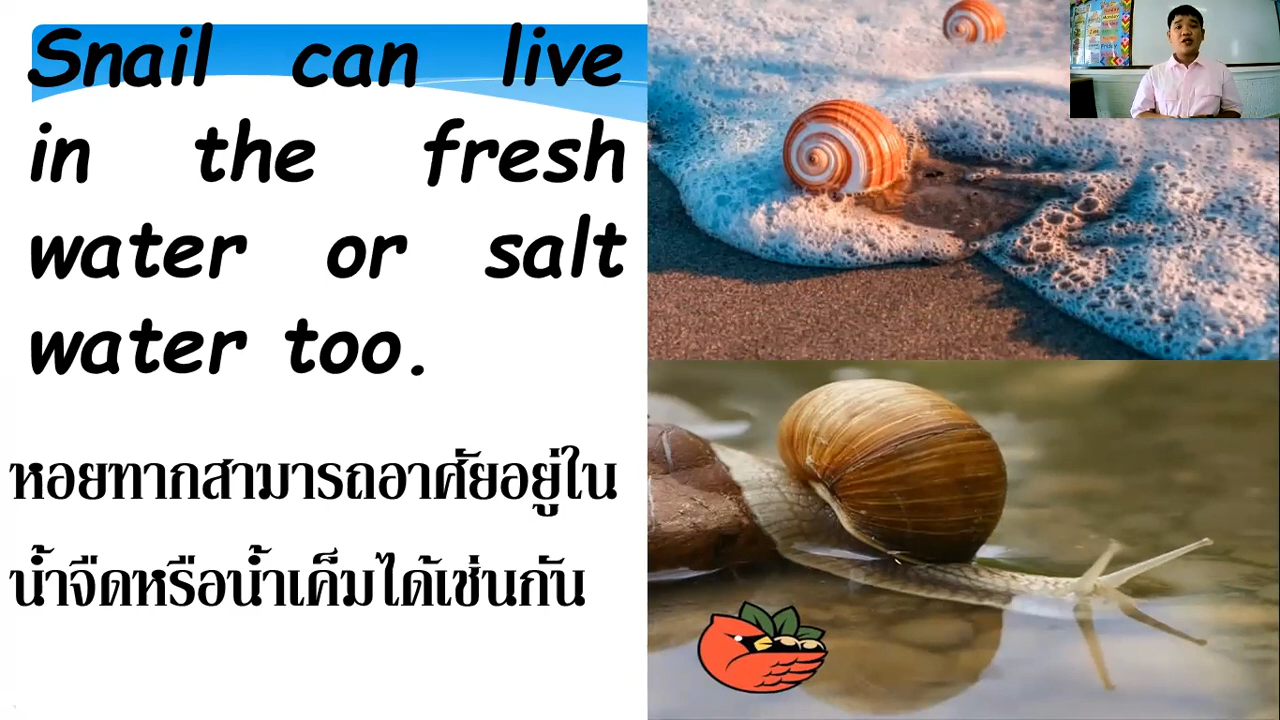 Snail can live
in the fresh
water or salt
water too.
หอยทากสามารถอาศัยอยู่ใน
น้ำจืดหรือน้ำเค็มได้เช่นกัน